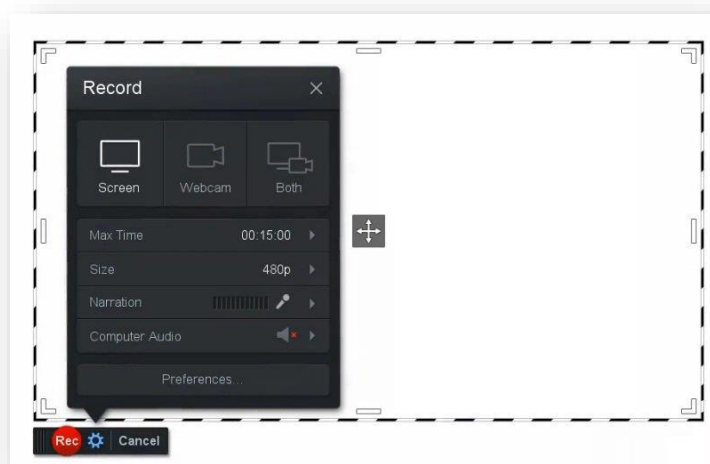 Record
Screen Webcam Both
Max Time 00:15:00
Size 480p
Narration
Computer Audio
Preferences...
Rec Cancel